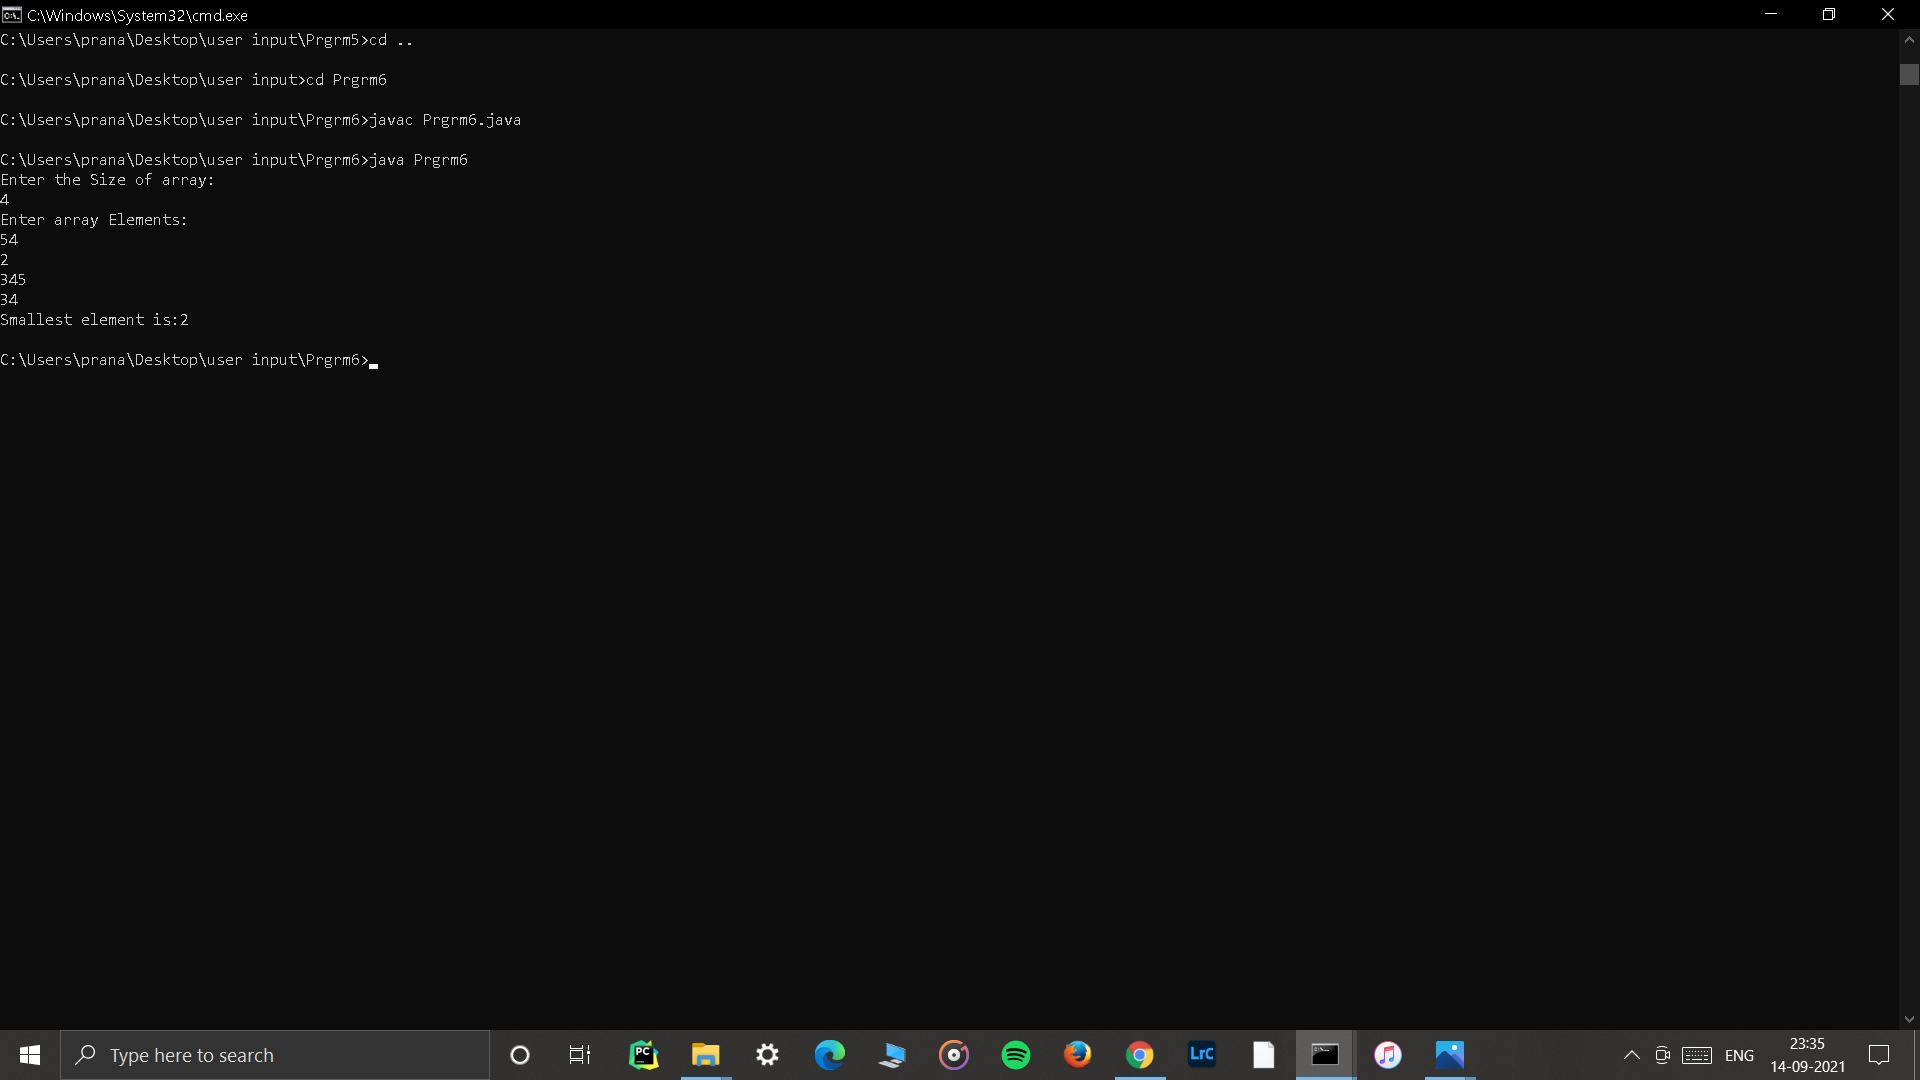 C:\Windows\System32\cmd.exe
C:\Users\prana\Desktop\user input\Prgrm5>cd ..
C:\Users\prana\Desktop\user input>cd Prgrm6
C:\Users\prana\Desktop\user input\Prgrm6>javac Prgrm6.java
C:\Users\prana\Desktop\user input\Prgrm6>java Prgrm6
Enter the Size of array:
4
Enter array Elements:
54
2
345
34
Smallest element is:2
C:\Users\prana\Desktop\user input\Prgrm6>
Type here to search
PC
LrC
ENG
23:35
14-09-2021